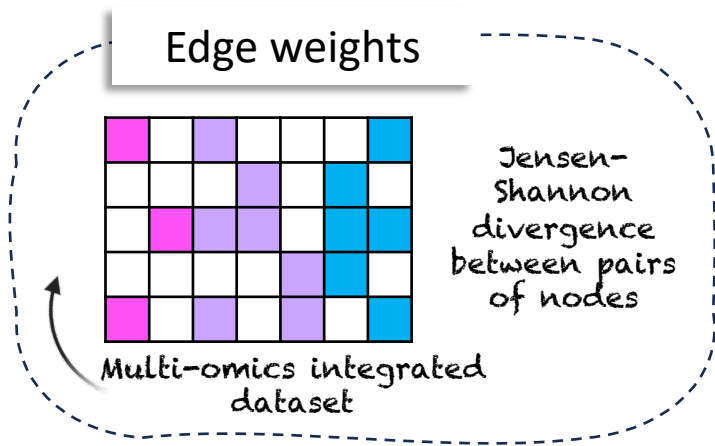 Edge weights
Jensen-
Shannon
divergence
between pairs
of nodes
Multi-omics integrated
dataset